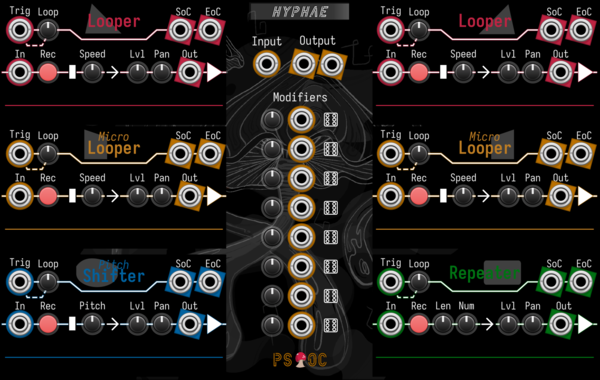 HYPHAE
Trig Loop Looper SoC EoC
In Rec Speed Lvl Pan Out
Trig Loop Micro Looper SoC EoC
In Rec Speed Lvl Pan Out
Trig Loop Pitch Shifter SoC EoC
In Rec Pitch Lvl Pan Out
Input Output
Modifiers
PS OC
Trig Loop Looper SoC EoC
In Rec Speed Lvl Pan Out
Trig Loop Micro Looper SoC EoC
In Rec Speed Lvl Pan Out
Trig Loop Repeater SoC EoC
In Rec Len Num Lvl Pan Out